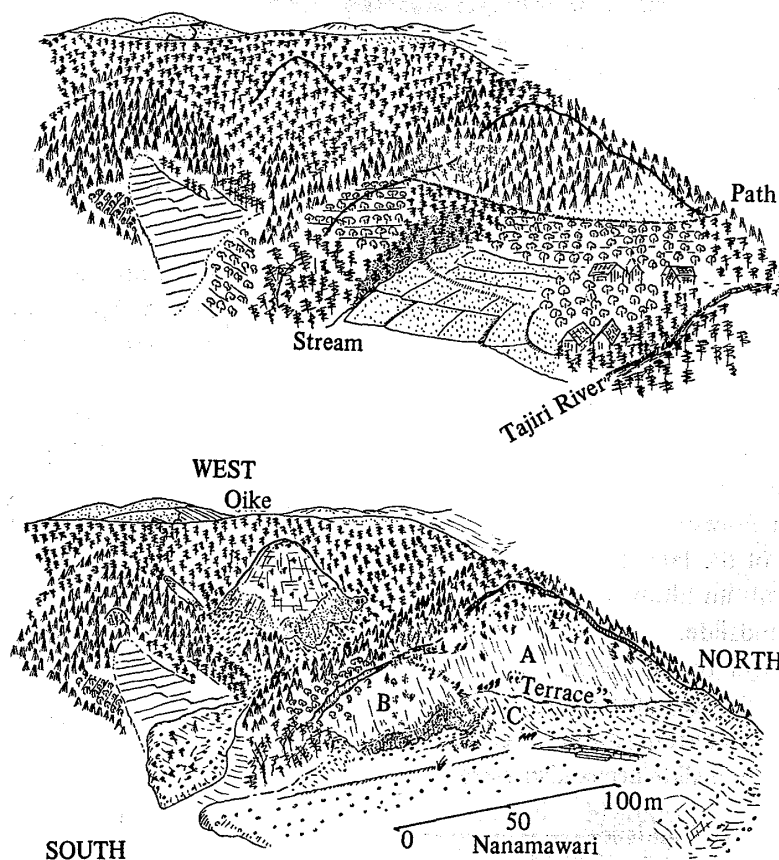 Path
Stream
Tajiri River
WEST
Oike
A
NORTH
"Terrace"
B
C
100m
50
0
Nanamawari
SOUTH